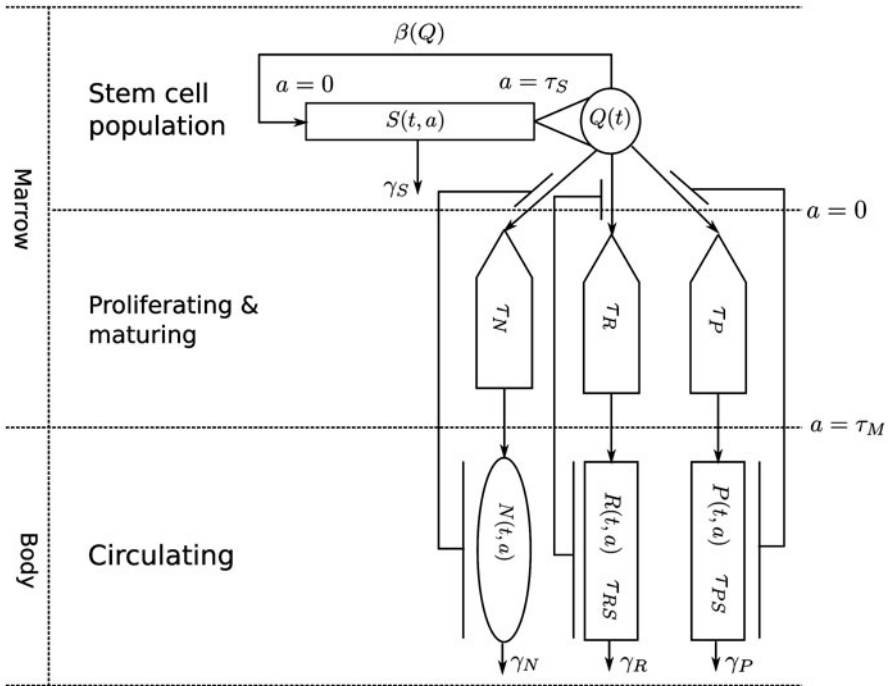 β(Q)
a = 0
a = τ_S
Stem cell
population
S(t, a)
Q(t)
γ_S
Marrow
a = 0
Proliferating &
maturing
τ_N
τ_R
τ_P
a = τ_M
Body
Circulating
N(t, a)
R(t, a) τ_RS
P(t, a) τ_PS
γ_N
γ_R
γ_P